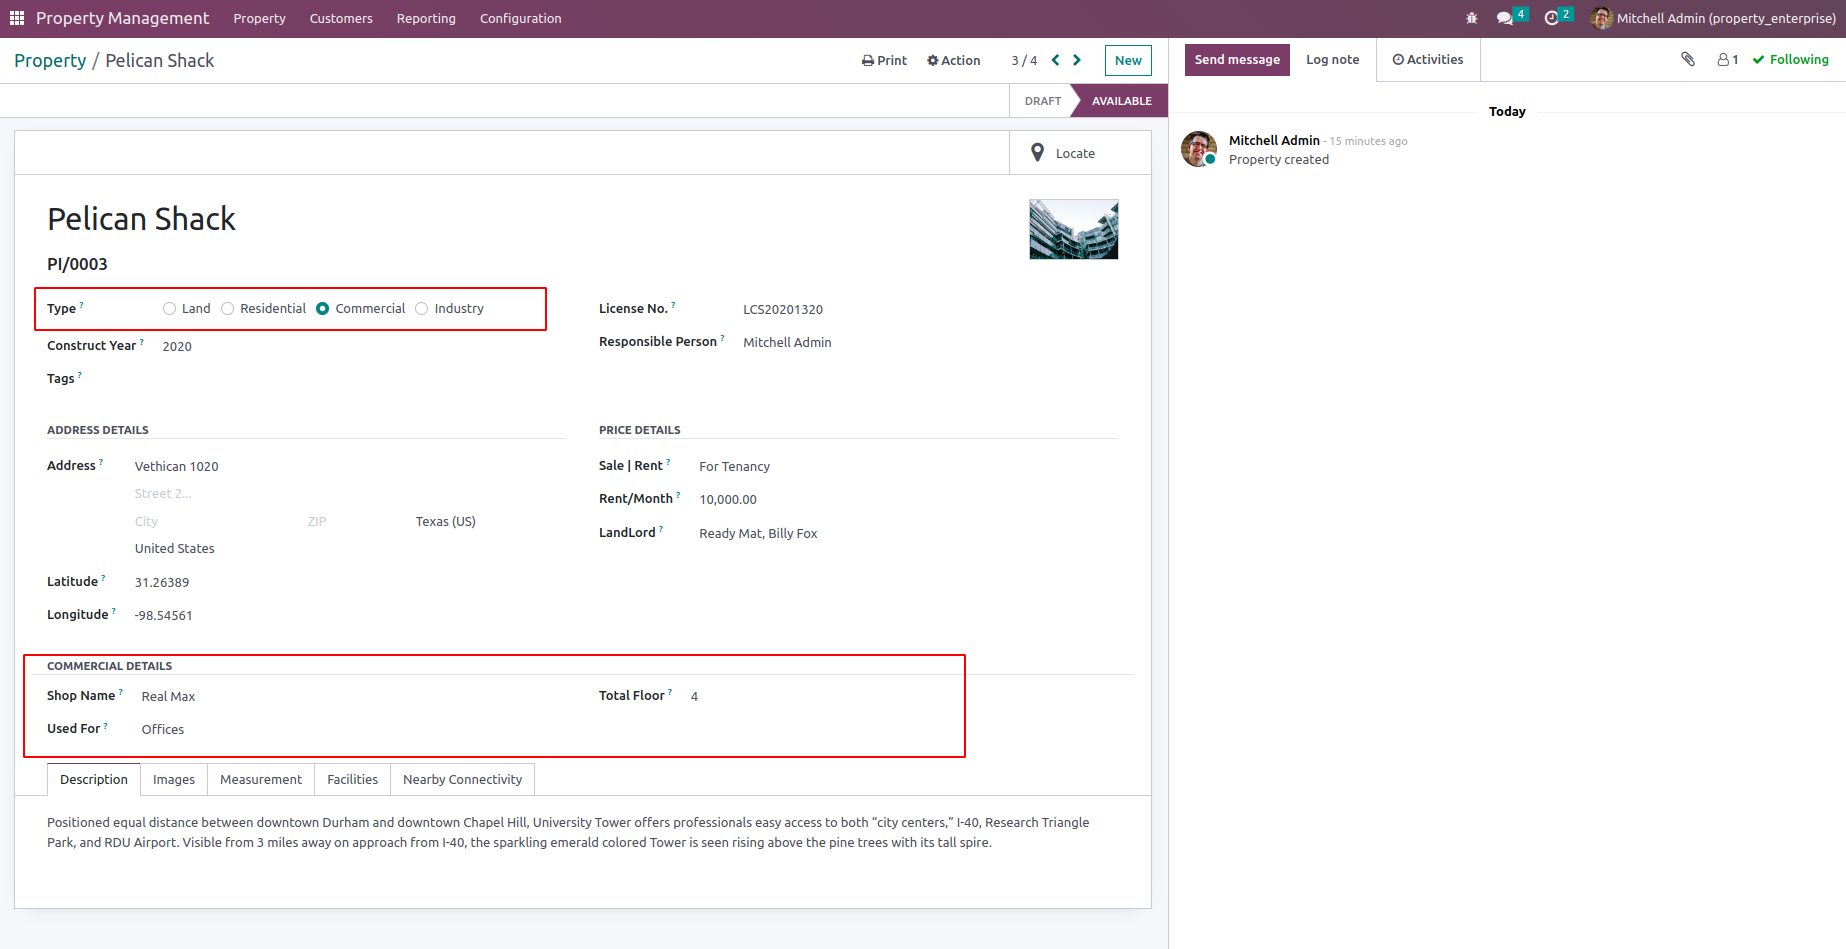 Property Management Property Customers Reporting Configuration 4 2 Mitchell Admin (property_enterprise)
Property / Pelican Shack Print Action 3 / 4 New
Send message Log note Activities 1 Following
DRAFT AVAILABLE
Today
Mitchell Admin - 15 minutes ago
Property created
Locate
Pelican Shack
PI/0003
Type ? Land Residential Commercial Industry
License No. ? LCS20201320
Construct Year ? 2020
Responsible Person ? Mitchell Admin
Tags ?
ADDRESS DETAILS
Address ? Vethican 1020
Street 2...
City ZIP Texas (US)
United States
Latitude ? 31.26389
Longitude ? -98.54561
PRICE DETAILS
Sale | Rent ? For Tenancy
Rent/Month ? 10,000.00
LandLord ? Ready Mat, Billy Fox
COMMERCIAL DETAILS
Shop Name ? Real Max Total Floor ? 4
Used For ? Offices
Description Images Measurement Facilities Nearby Connectivity
Positioned equal distance between downtown Durham and downtown Chapel Hill, University Tower offers professionals easy access to both “city centers,” I-40, Research Triangle
Park, and RDU Airport. Visible from 3 miles away on approach from I-40, the sparkling emerald colored Tower is seen rising above the pine trees with its tall spire.